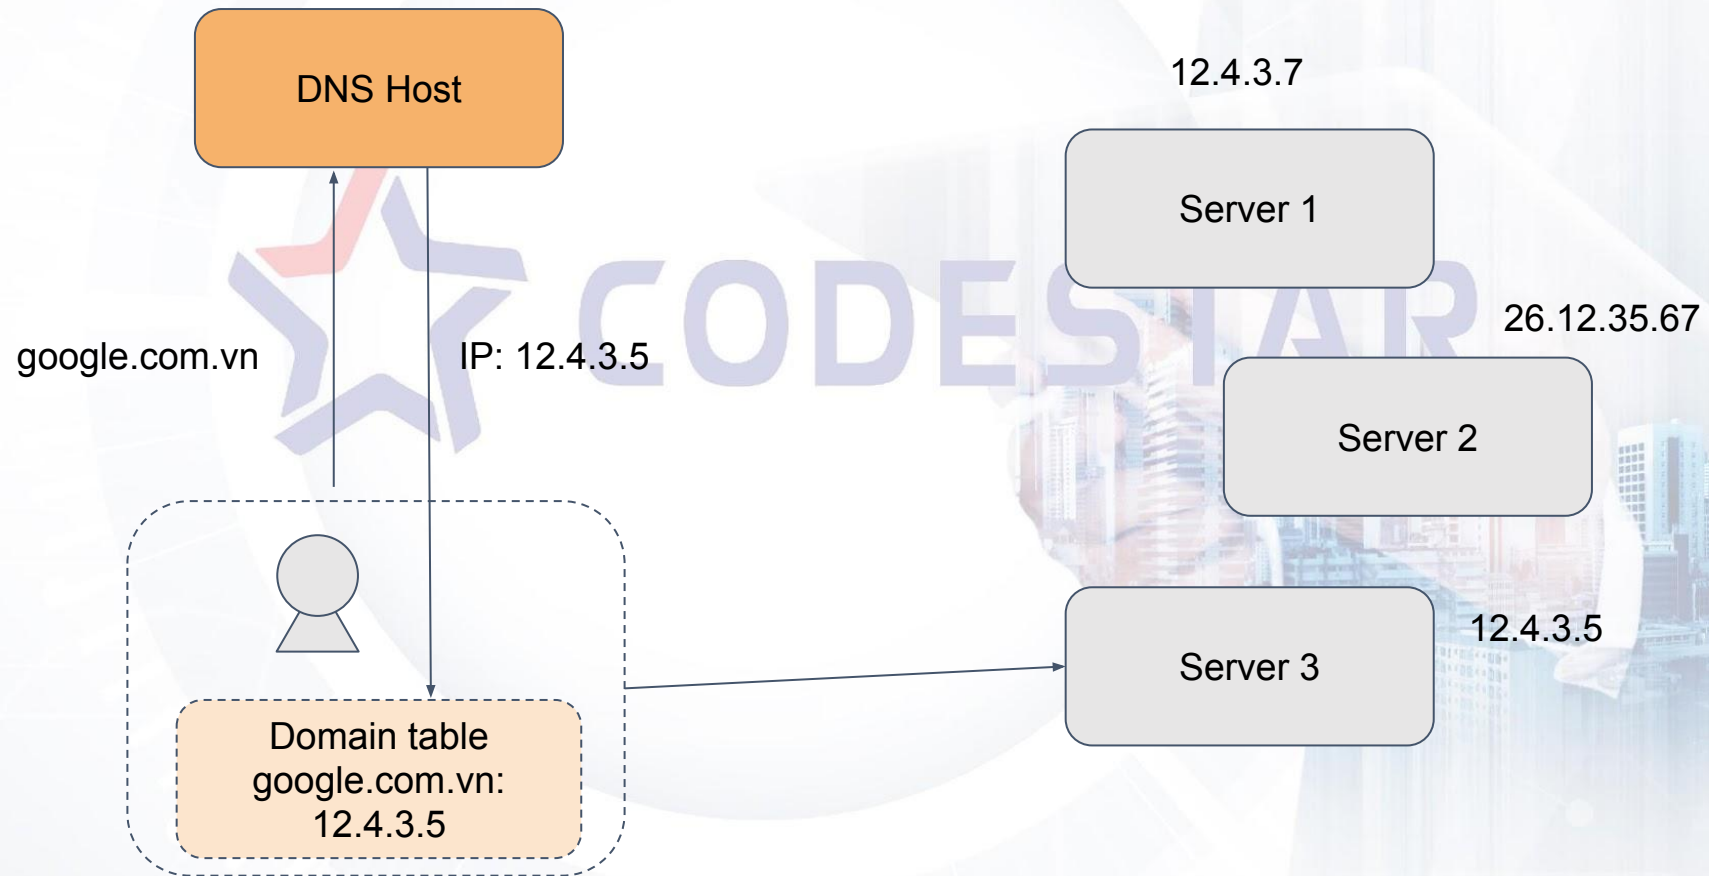 DNS Host
12.4.3.7
Server 1
CODESTAR
26.12.35.67
google.com.vn
IP: 12.4.3.5
Server 2
12.4.3.5
Server 3
Domain table
google.com.vn:
12.4.3.5